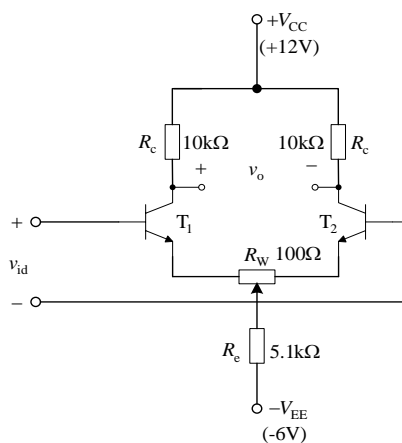 +V_CC
(+12V)
R_c 10kΩ 10kΩ R_c
+ v_o −
+ T_1 T_2
R_W 100Ω
v_id
−
R_e 5.1kΩ
−V_EE
(-6V)